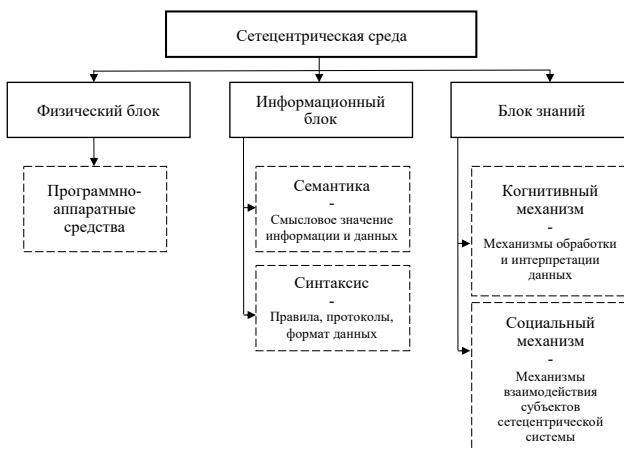 Сетецентрическая среда
Физический блок
Информационный
блок
Блок знаний
Программно-
аппаратные
средства
Семантика
-
Смысловое значение
информации и данных
Синтаксис
-
Правила, протоколы,
формат данных
Когнитивный
механизм
-
Механизмы обработки
и интерпретации
данных
Социальный
механизм
-
Механизмы
взаимодействия
субъектов
сетецентрической
системы